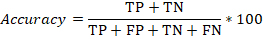 Accuracy = TP + TN / TP + FP + TN + FN * 100